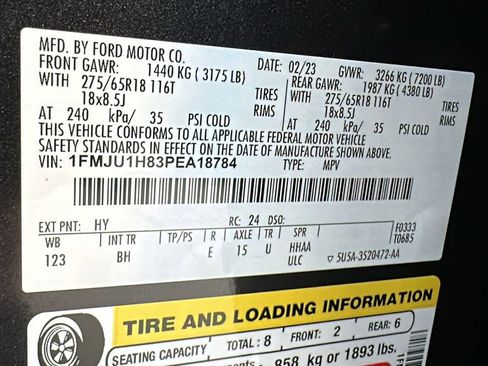 MFD. BY FORD MOTOR CO.
DATE: 02/23 GVWR: 3266 KG (7200 LB)
FRONT GAWR: 1440 KG (3175 LB) REAR GAWR: 1987 KG (4380 LB)
WITH 275/65R18 116T TIRES WITH 275/65R18 116T TIRES
18x8.5J RIMS 18x8.5J RIMS
AT 240 kPa/ 35 PSI COLD AT 240 kPa/ 35 PSI COLD
THIS VEHICLE CONFORMS TO ALL APPLICABLE FEDERAL MOTOR VEHICLE
SAFETY STANDARDS IN EFFECT ON THE DATE OF MANUFACTURE SHOWN ABOVE.
VIN: 1FMJU1H83PEA18784 TYPE: MPV
EXT PNT: HY RC: 24 DSO: F0333
WB INT TR TP/PS R AXLE TR SPR T0685
123 BH E 15 U HHAA
ULC ▽ 5U5A-3520472-AA
TIRE AND LOADING INFORMATION
SEATING CAPACITY TOTAL: 8 FRONT: 2 REAR: 6
858 kg or 1893 lbs.